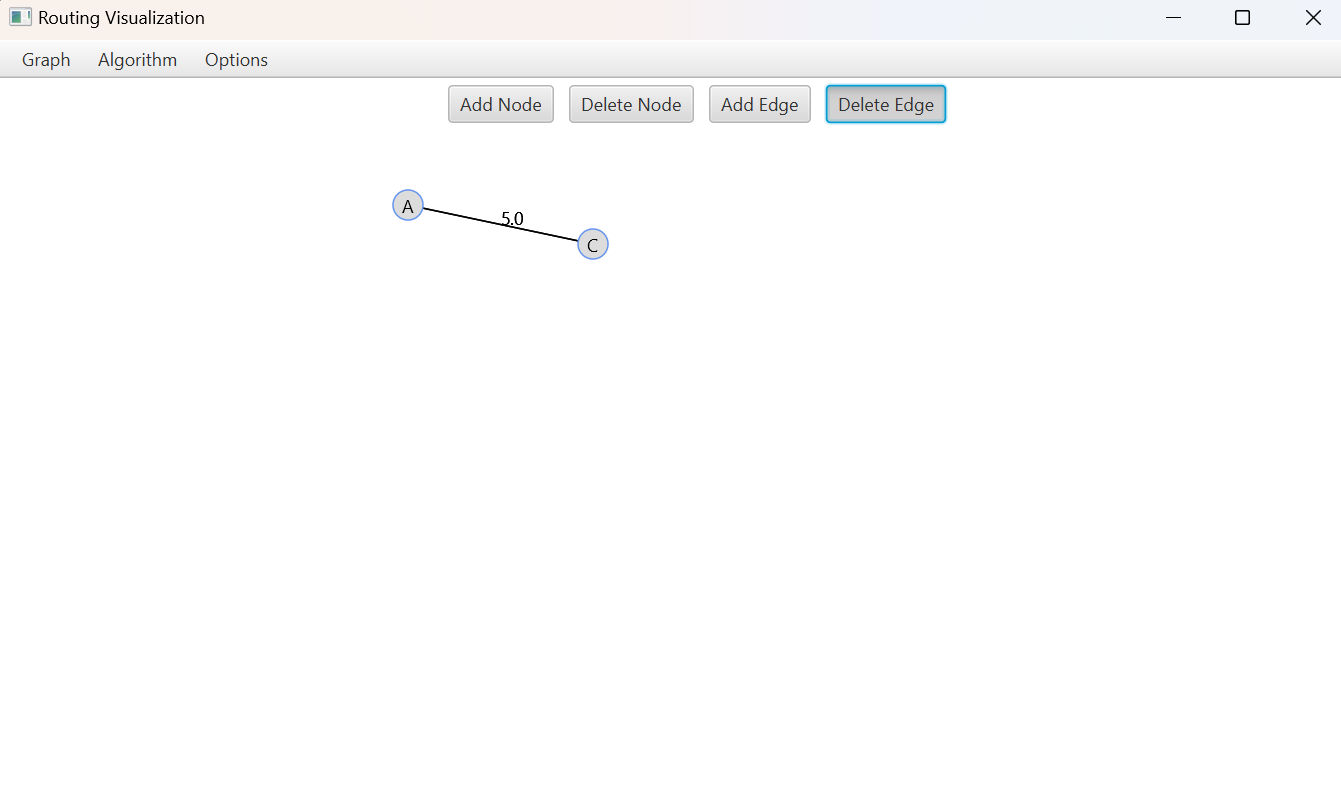 Routing Visualization
Graph Algorithm Options
Add Node Delete Node Add Edge Delete Edge
A
5.0
C